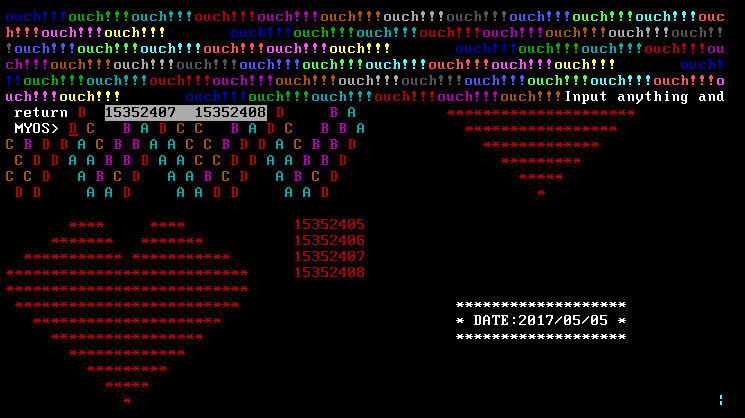 ouch!!!ouch!!!ouch!!!ouch!!!ouch!!!ouch!!!ouch!!!ouch!!!ouch!!!ouch!!!ouch!!!ouc
h!!!ouch!!!ouch!!!       ouch!!!ouch!!!ouch!!!ouch!!!ouch!!!ouch!!!ouch!!!ouch!!
!ouch!!!ouch!!!ouch!!!ouch!!!ouch!!!ouch!!!       ouch!!!ouch!!!ouch!!!ouch!!!ou
ch!!!ouch!!!ouch!!!ouch!!!ouch!!!ouch!!!ouch!!!ouch!!!ouch!!!ouch!!!       ouch!
!!ouch!!!ouch!!!ouch!!!ouch!!!ouch!!!ouch!!!ouch!!!ouch!!!ouch!!!ouch!!!ouch!!!o
uch!!!ouch!!!       ouch!!!ouch!!!ouch!!!ouch!!!ouch!!!ouch!!!Input anything and
return D  15352407  15352408 D     B A          *********************
MYOS> D C   B A D C C   B A D C   B B A           *****************
C B D D A C B B A A C C B B D D A C B B D            *************
C D D A A B B D A A C C D D A A B B D                *********
C C D   A B C D   A A B C D   A B C D D                  *****
D D     A A D D     A A D D     A A D                      *
****     ****            15352405
*******   *******          15352406
*********** ***********       15352407
***************************     15352408
***************************
*************************                        *******************
*********************                          * DATE:2017/05/05 *
*****************                            *******************
*************
*********
*****
*
¦